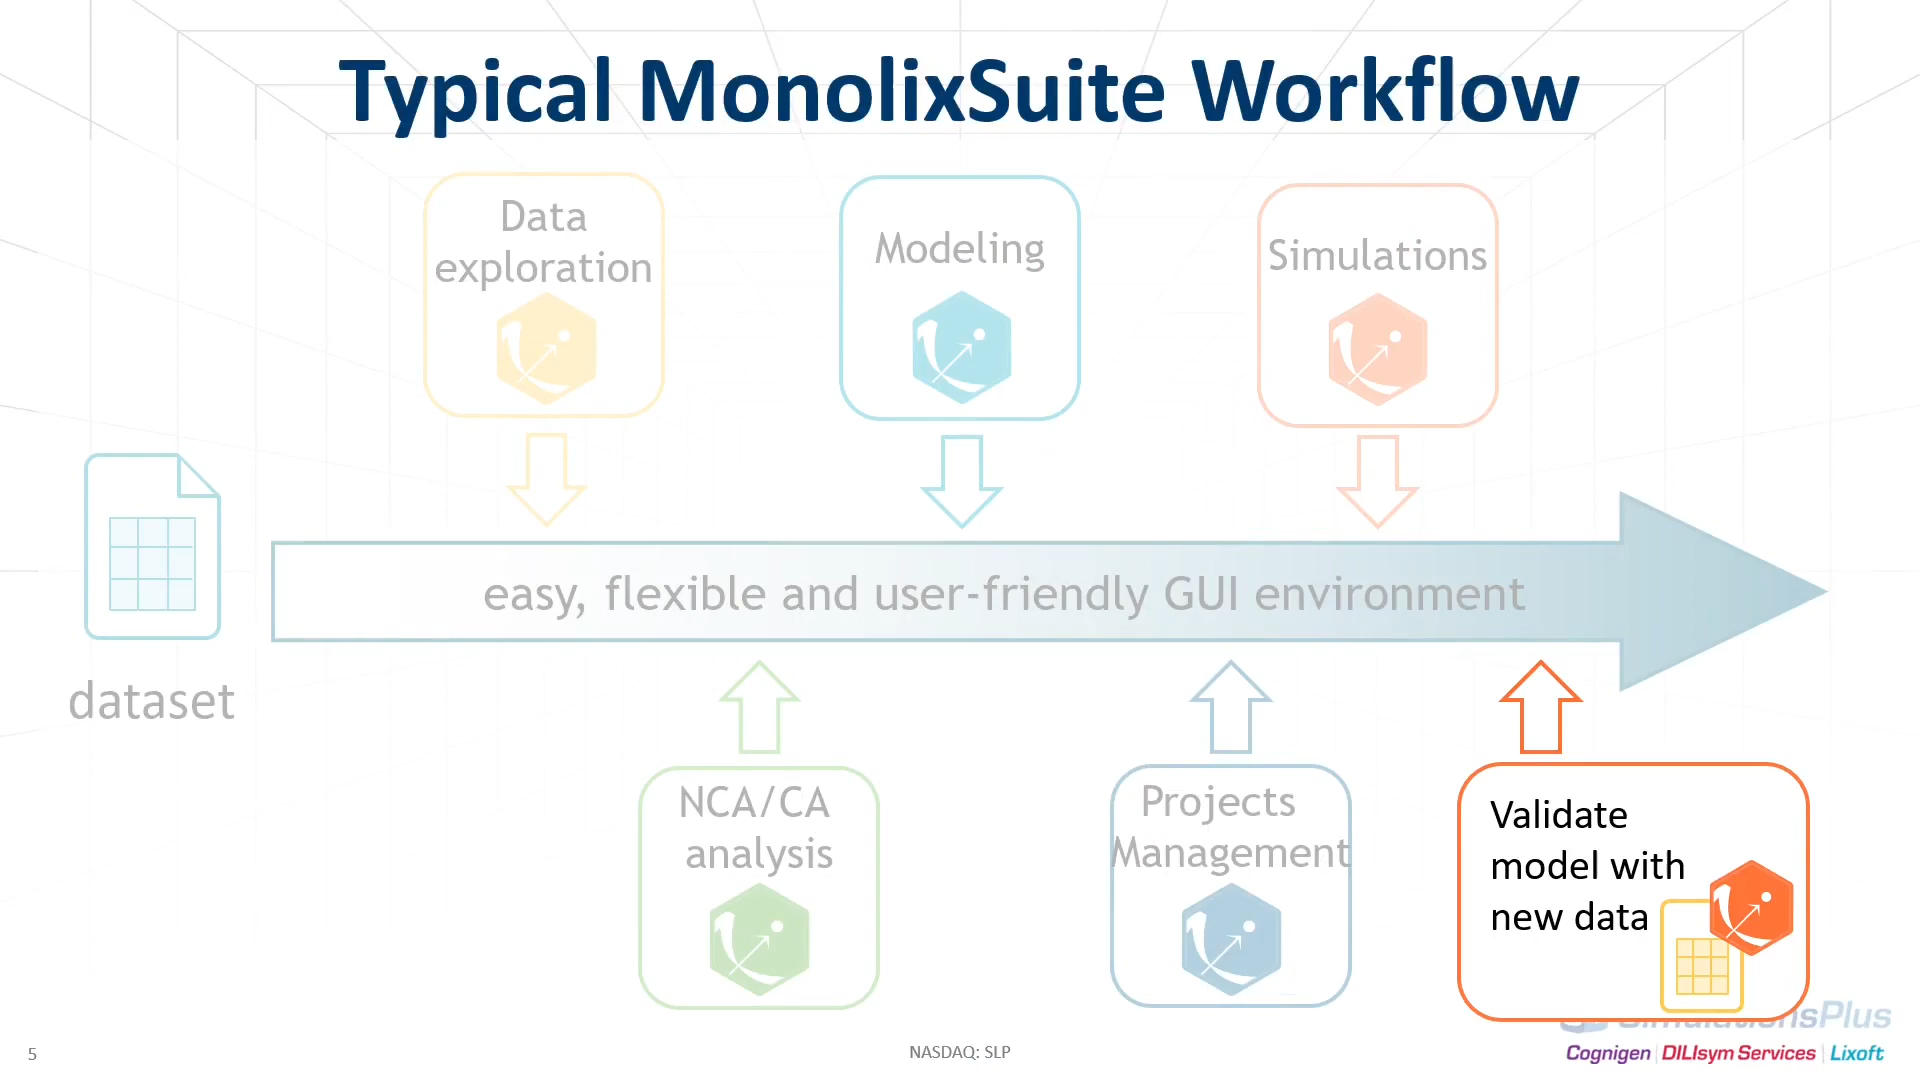 Typical MonolixSuite Workflow
Data
exploration
Modeling
Simulations
easy, flexible and user-friendly GUI environment
dataset
NCA/CA
analysis
Projects
Management
Validate
model with
new data
SimulationsPlus
Cognigen | DILIsym Services | Lixoft
5
NASDAQ: SLP